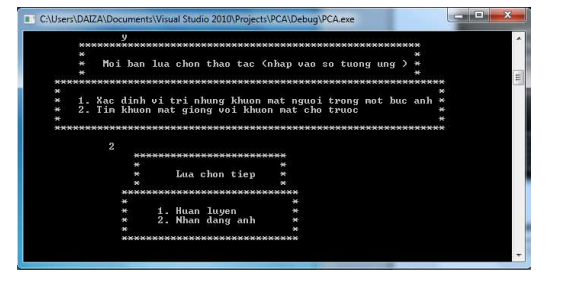 C:\Users\DAIZA\Documents\Visual Studio 2010\Projects\PCA\Debug\PCA.exe
y
Moi ban lua chon thao tac (nhap vao so tuong ung )
1. Xac dinh vi tri nhung khuon mat nguoi trong mot buc anh
2. Tim khuon mat giong voi khuon mat cho truoc
2
Lua chon tiep
1. Huan luyen
2. Nhan dang anh